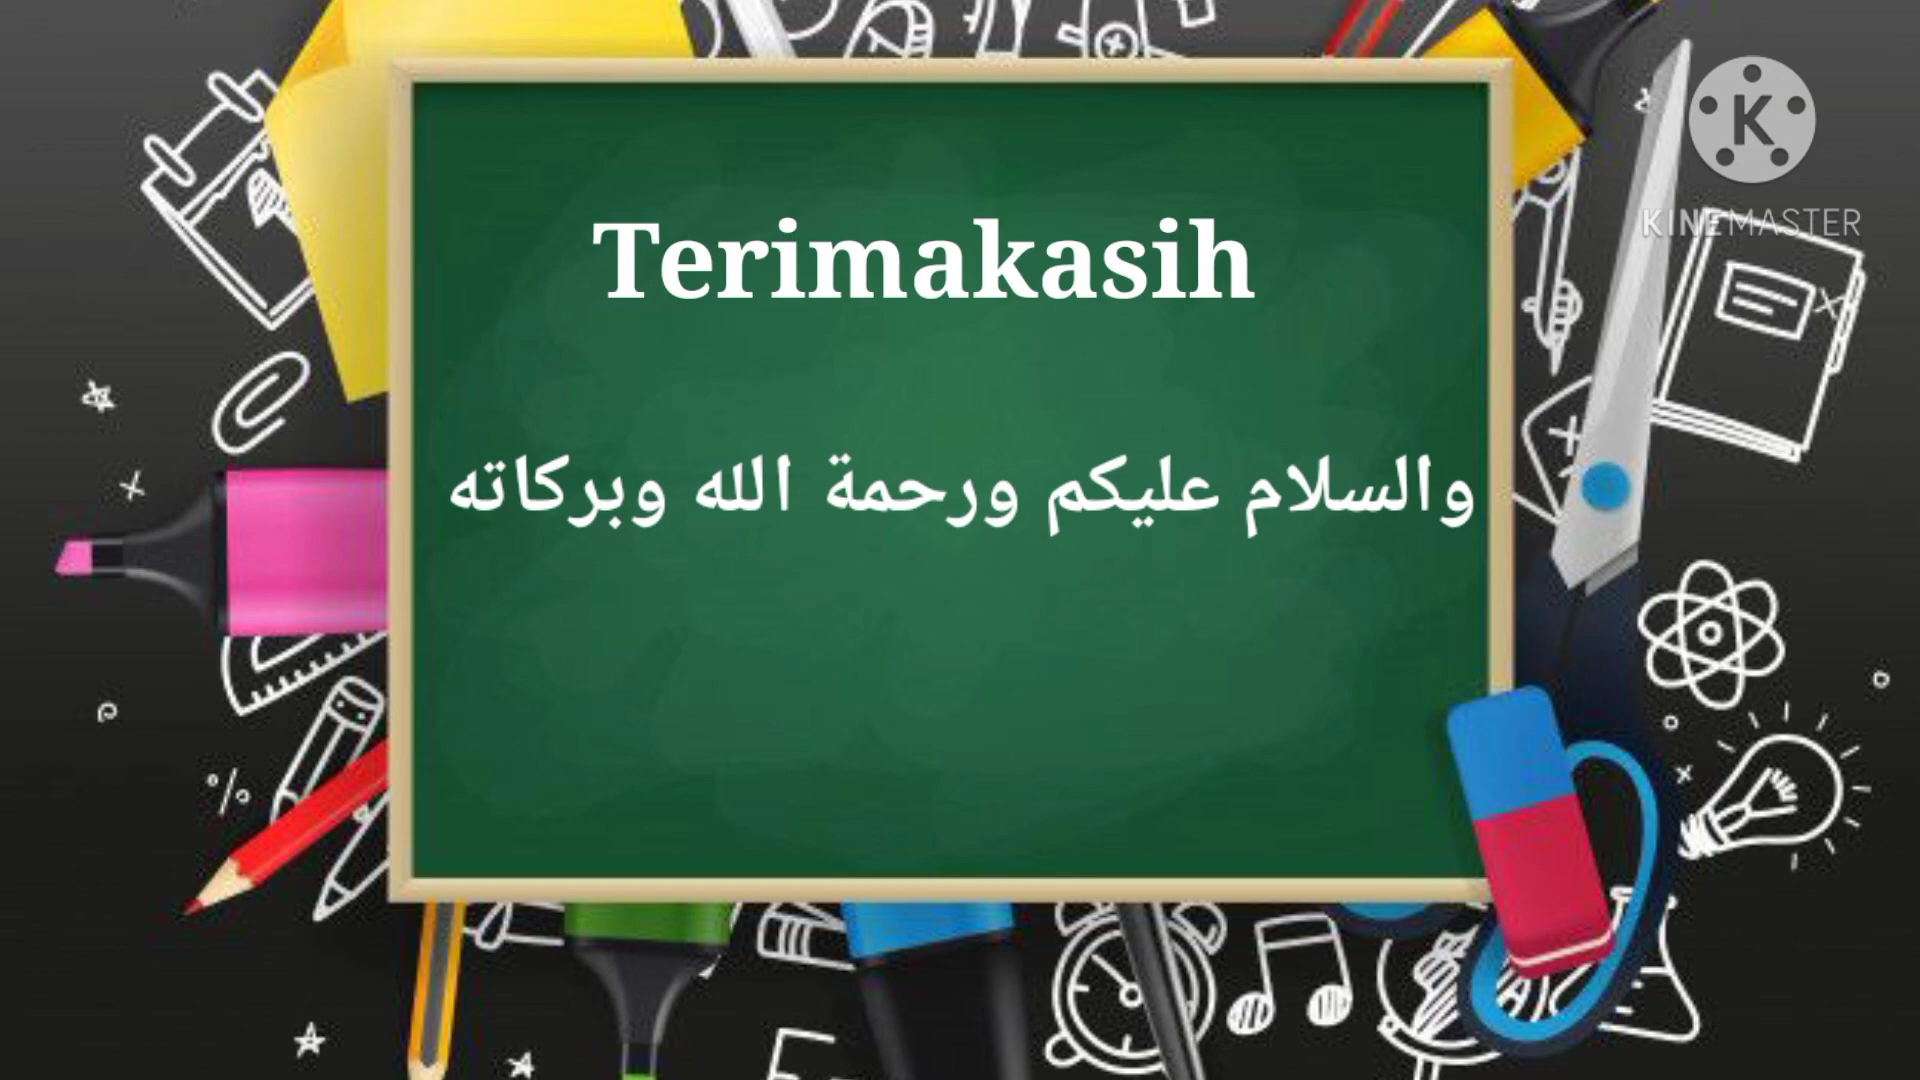 Terimakasih
والسلام عليكم ورحمة الله وبركاته
K
KINEMASTER